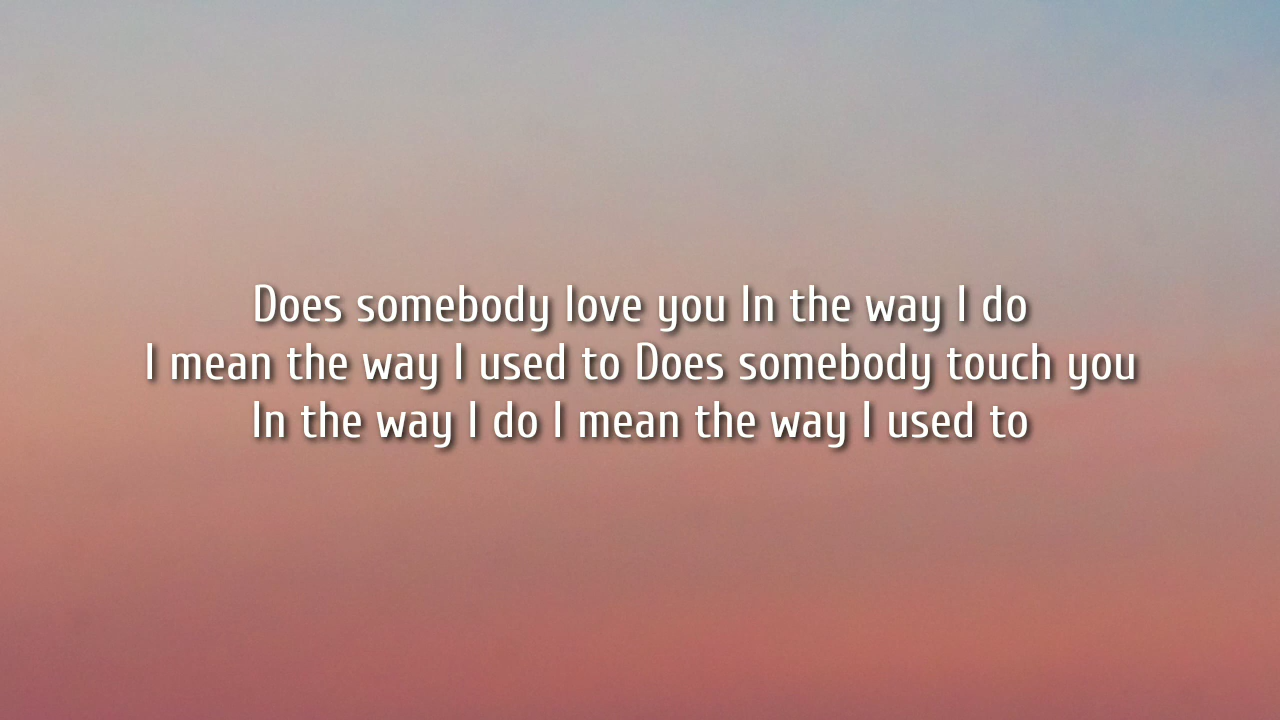 Does somebody love you In the way I do
I mean the way I used to Does somebody touch you
In the way I do I mean the way I used to